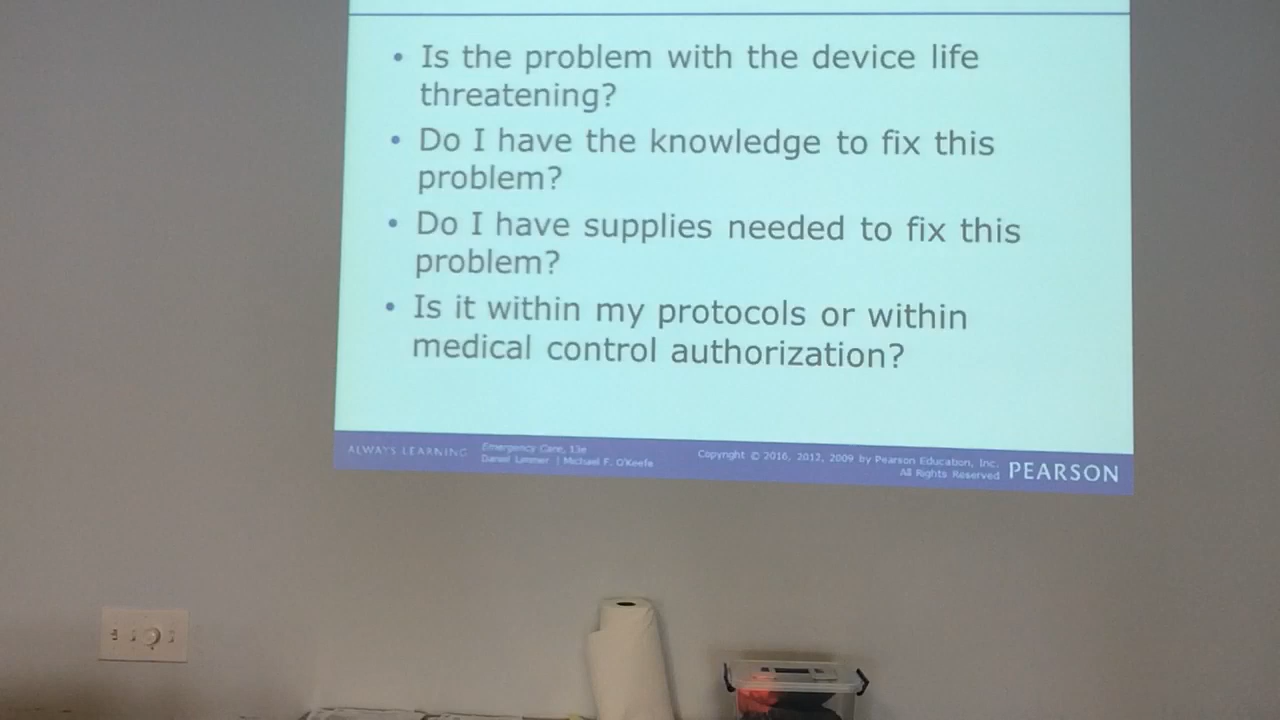 • Is the problem with the device life
threatening?
• Do I have the knowledge to fix this
problem?
• Do I have supplies needed to fix this
problem?
• Is it within my protocols or within
medical control authorization?
ALWAYS LEARNING
Emergency Care, 13e
Daniel Limmer | Michael F. O'Keefe
Copyright © 2016, 2012, 2009 by Pearson Education, Inc.
All Rights Reserved
PEARSON